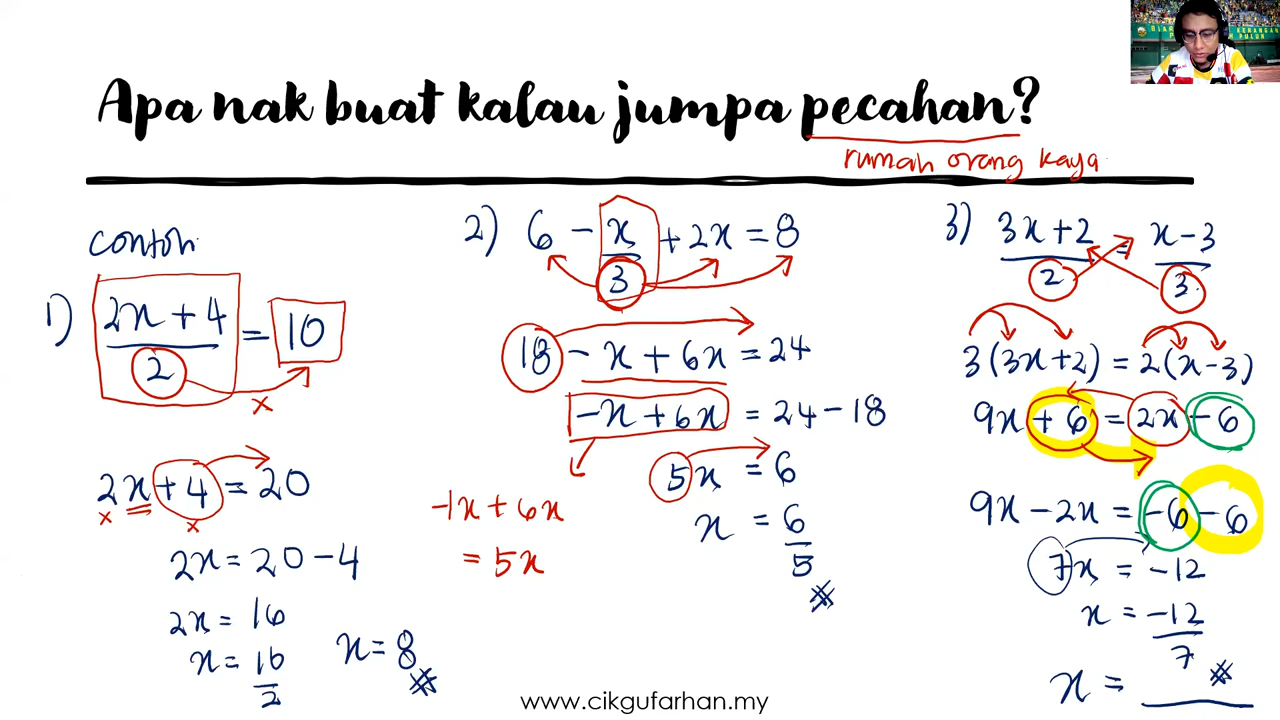 Apa nak buat kalau jumpa pecahan?
rumah orang kaya
contoh
1) (2x + 4)/2 = 10
x
2x + 4 = 20
x x
2x = 20 - 4
2x = 16
x = 16/2
x = 8
2) 6 - x/3 + 2x = 8
18 - x + 6x = 24
-x + 6x = 24 - 18
5x = 6
x = 6/5
-1x + 6x
= 5x
3) (3x + 2)/2 = (x - 3)/3
3(3x + 2) = 2(x - 3)
9x + 6 = 2x - 6
9x - 2x = -6 - 6
7x = -12
x = -12/7
x = ____
www.cikgufarhan.my